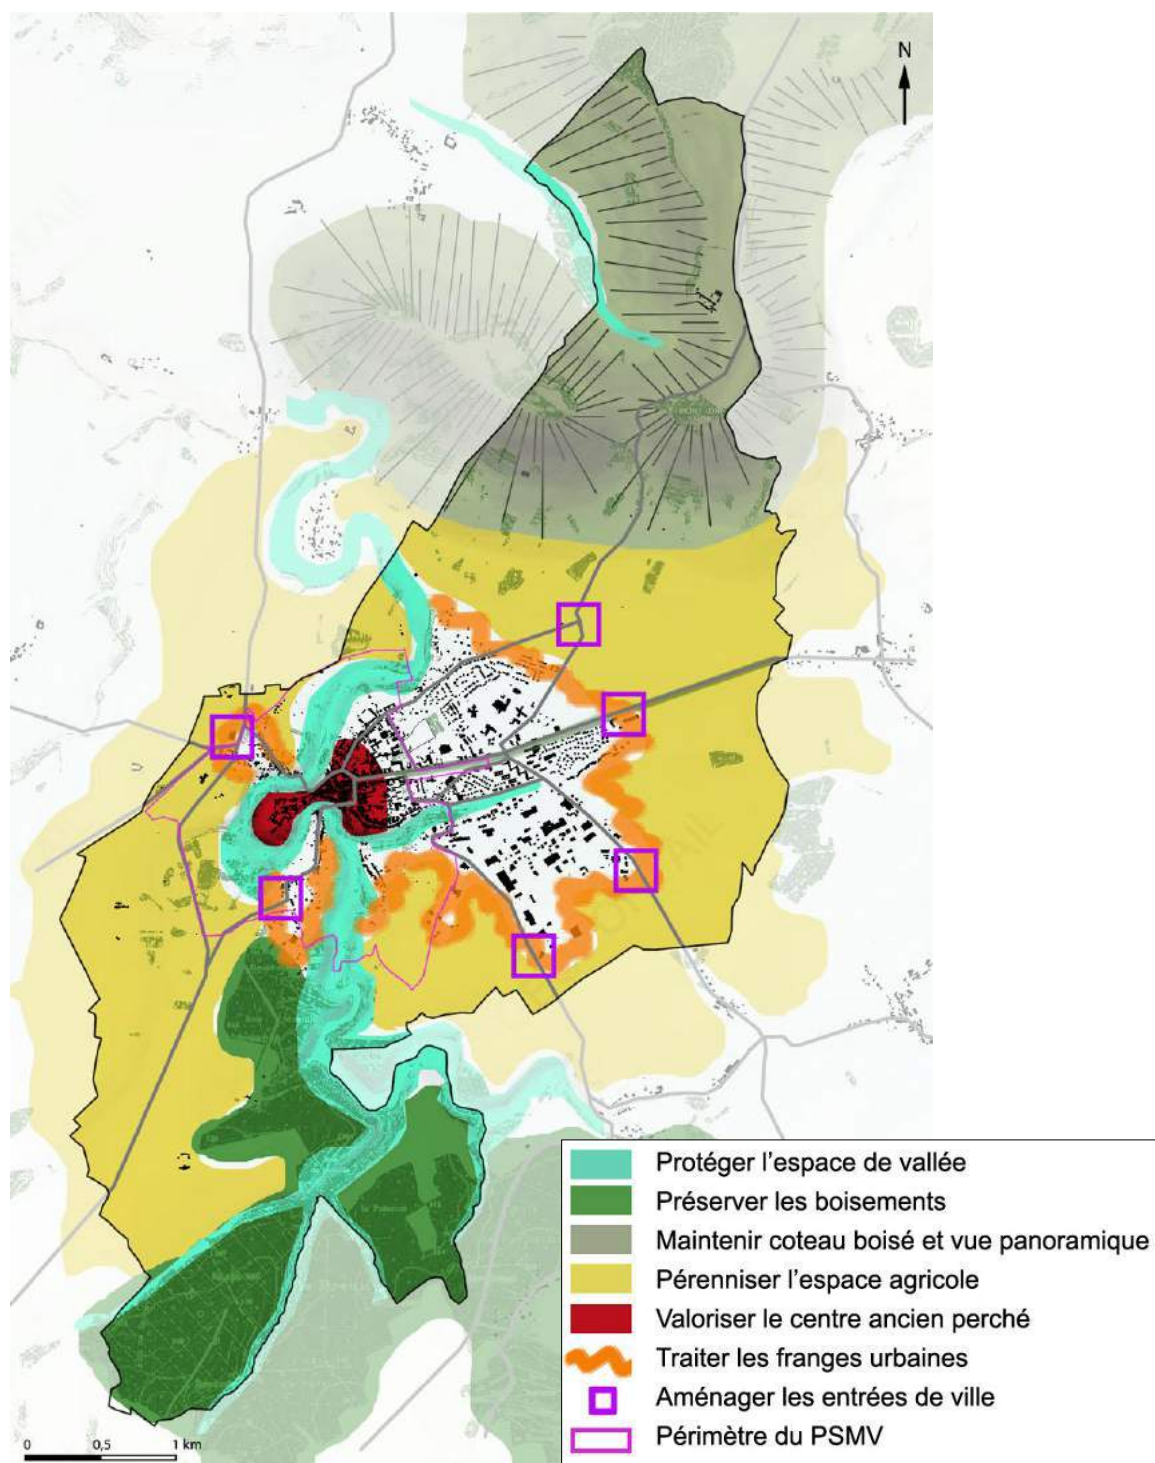 N
Protéger l'espace de vallée
Préserver les boisements
Maintenir coteau boisé et vue panoramique
Pérenniser l'espace agricole
Valoriser le centre ancien perché
Traiter les franges urbaines
Aménager les entrées de ville
Périmètre du PSMV
0 0,5 1 km